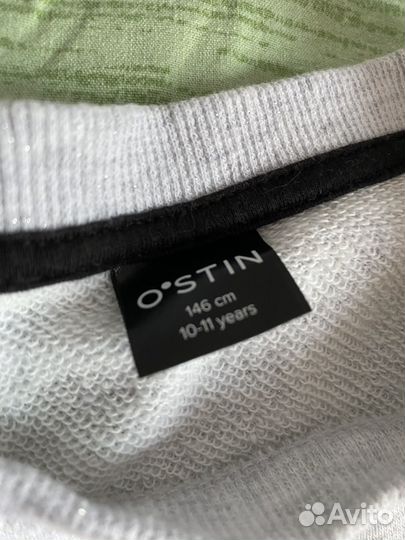 O'STIN
146 cm
10-11 years
Avito